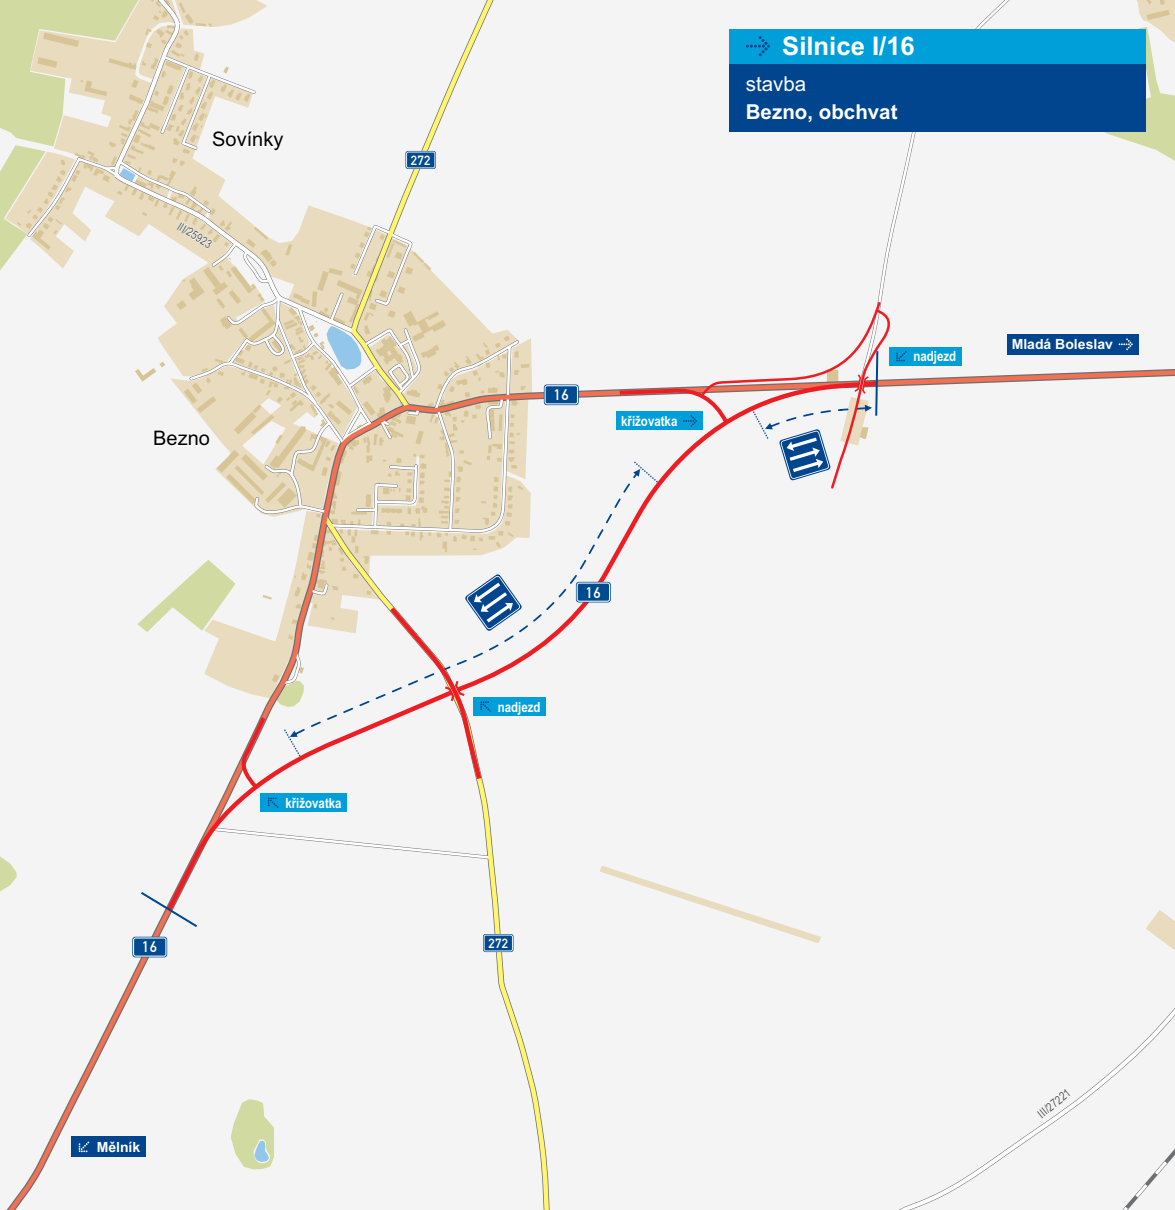 Silnice I/16
stavba
Bezno, obchvat
Sovínky
272
III/25923
Mladá Boleslav
nadjezd
16
křižovatka
Bezno
16
nadjezd
křižovatka
16
272
III/27221
Mělník